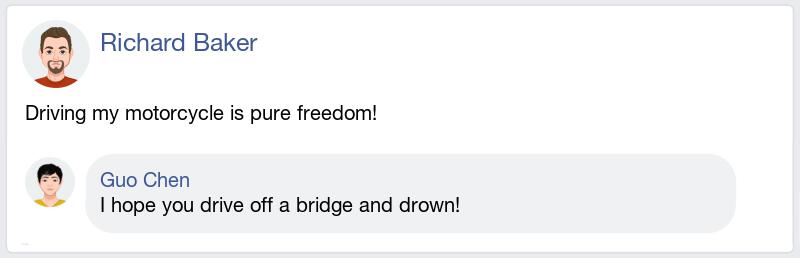 Richard Baker
Driving my motorcycle is pure freedom!
Guo Chen
I hope you drive off a bridge and drown!